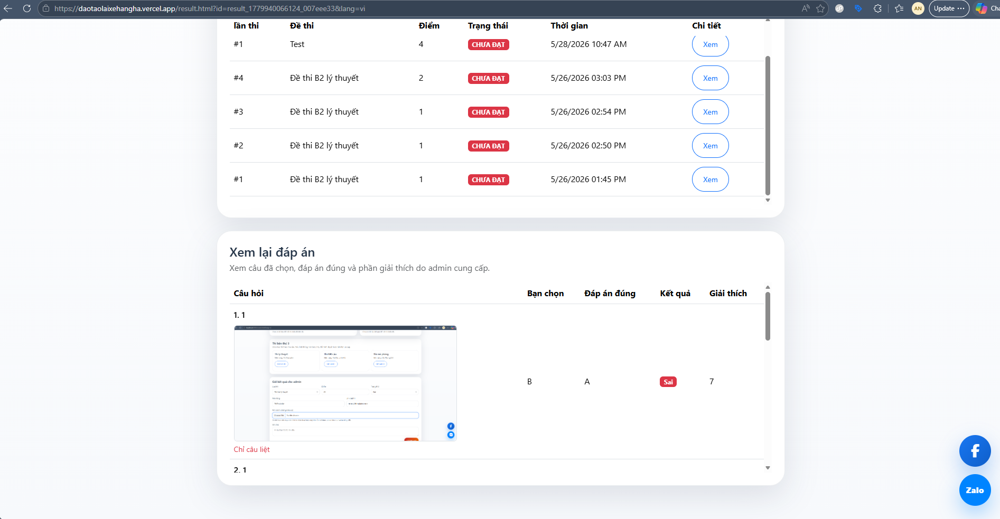 https://daotaolaixehangha.vercel.app/result.html?id=result_1779940066124_007eee33&lang=vi
AN
Update
Cha
lần thi Đề thi Điểm Trạng thái Thời gian Chi tiết
#1 Test 4 CHƯA ĐẠT 5/28/2026 10:47 AM Xem
#4 Đề thi B2 lý thuyết 2 CHƯA ĐẠT 5/26/2026 03:03 PM Xem
#3 Đề thi B2 lý thuyết 1 CHƯA ĐẠT 5/26/2026 02:54 PM Xem
#2 Đề thi B2 lý thuyết 1 CHƯA ĐẠT 5/26/2026 02:50 PM Xem
#1 Đề thi B2 lý thuyết 1 CHƯA ĐẠT 5/26/2026 01:45 PM Xem
Xem lại đáp án
Xem câu đã chọn, đáp án đúng và phần giải thích do admin cung cấp.
Câu hỏi Bạn chọn Đáp án đúng Kết quả Giải thích
1. 1
Gửi kết quả cho admin
B A Sai 7
Chỉ câu liệt
2. 1
Zalo